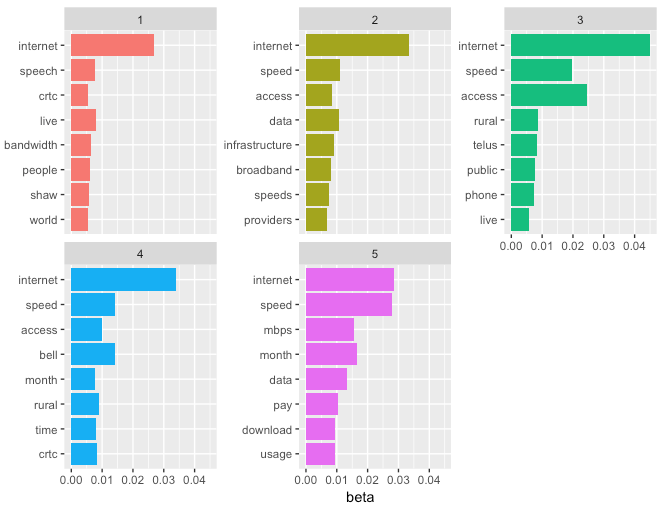 1
internet
speech
crtc
live
bandwidth
people
shaw
world
2
internet
speed
access
data
infrastructure
broadband
speeds
providers
3
internet
speed
access
rural
telus
public
phone
live
0.00 0.01 0.02 0.03 0.04
4
internet
speed
access
bell
month
rural
time
crtc
0.00 0.01 0.02 0.03 0.04
5
internet
speed
mbps
month
data
pay
download
usage
0.00 0.01 0.02 0.03 0.04
beta